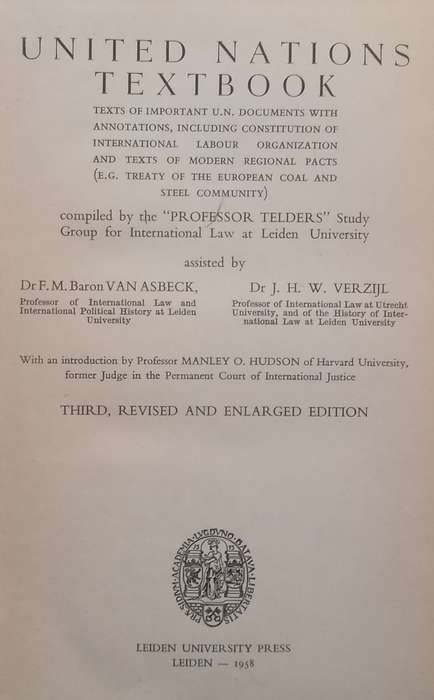 UNITED NATIONS
TEXTBOOK
TEXTS OF IMPORTANT U.N. DOCUMENTS WITH
ANNOTATIONS, INCLUDING CONSTITUTION OF
INTERNATIONAL LABOUR ORGANIZATION
AND TEXTS OF MODERN REGIONAL PACTS
(E.G. TREATY OF THE EUROPEAN COAL AND
STEEL COMMUNITY)
compiled by the "PROFESSOR TELDERS" Study
Group for International Law at Leiden University
assisted by
Dr F. M. Baron VAN ASBECK,
Professor of International Law and
International Political History at Leiden
University
Dr J. H. W. VERZIJL
Professor of International Law at Utrecht
University, and of the History of Inter-
national Law at Leiden University
With an introduction by Professor MANLEY O. HUDSON of Harvard University,
former Judge in the Permanent Court of International Justice
THIRD, REVISED AND ENLARGED EDITION
ACADEMIA·LVGDVNO·BATAVA·LIBERTATIS
PRÆSIDIVM
LEIDEN UNIVERSITY PRESS
LEIDEN — 1958